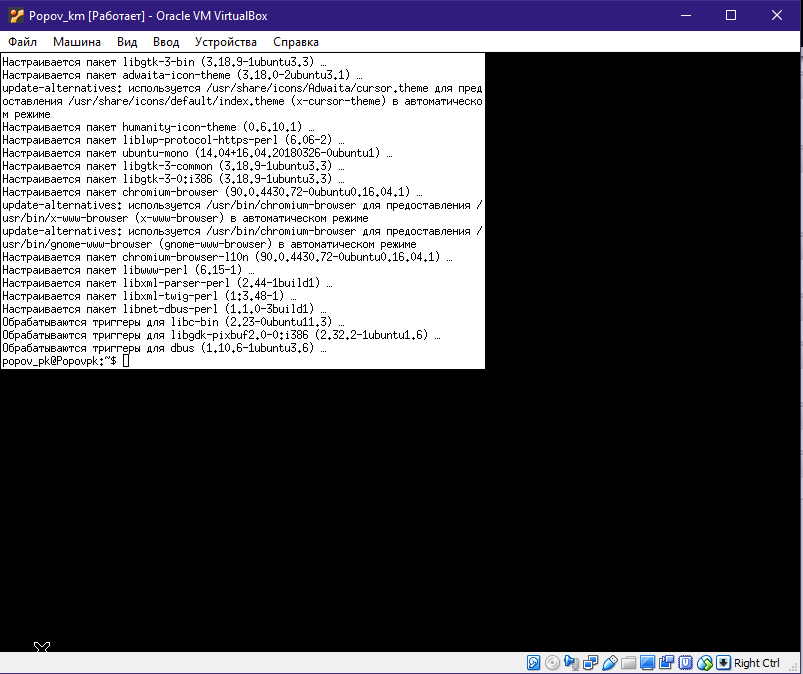 Popov_km [Работает] - Oracle VM VirtualBox
Файл Машина Вид Ввод Устройства Справка
Настраивается пакет libgtk-3-bin (3.18.9-1ubuntu3.3) …
Настраивается пакет adwaita-icon-theme (3.18.0-2ubuntu3.1) …
update-alternatives: используется /usr/share/icons/Adwaita/cursor.theme для пред
оставления /usr/share/icons/default/index.theme (x-cursor-theme) в автоматическо
м режиме
Настраивается пакет humanity-icon-theme (0.6.10.1) …
Настраивается пакет liblwp-protocol-https-perl (6.06-2) …
Настраивается пакет ubuntu-mono (14.04+16.04.20180326-0ubuntu1) …
Настраивается пакет libgtk-3-common (3.18.9-1ubuntu3.3) …
Настраивается пакет libgtk-3-0:i386 (3.18.9-1ubuntu3.3) …
Настраивается пакет chromium-browser (90.0.4430.72-0ubuntu0.16.04.1) …
update-alternatives: используется /usr/bin/chromium-browser для предоставления /
usr/bin/x-www-browser (x-www-browser) в автоматическом режиме
update-alternatives: используется /usr/bin/chromium-browser для предоставления /
usr/bin/gnome-www-browser (gnome-www-browser) в автоматическом режиме
Настраивается пакет chromium-browser-l10n (90.0.4430.72-0ubuntu0.16.04.1) …
Настраивается пакет libwww-perl (6.15-1) …
Настраивается пакет libxml-parser-perl (2.44-1build1) …
Настраивается пакет libxml-twig-perl (1:3.48-1) …
Настраивается пакет libnet-dbus-perl (1.1.0-3build1) …
Обрабатываются триггеры для libc-bin (2.23-0ubuntu11.3) …
Обрабатываются триггеры для libgdk-pixbuf2.0-0:i386 (2.32.2-1ubuntu1.6) …
Обрабатываются триггеры для dbus (1.10.6-1ubuntu3.6) …
popov_pk@Popovpk:~$
Right Ctrl